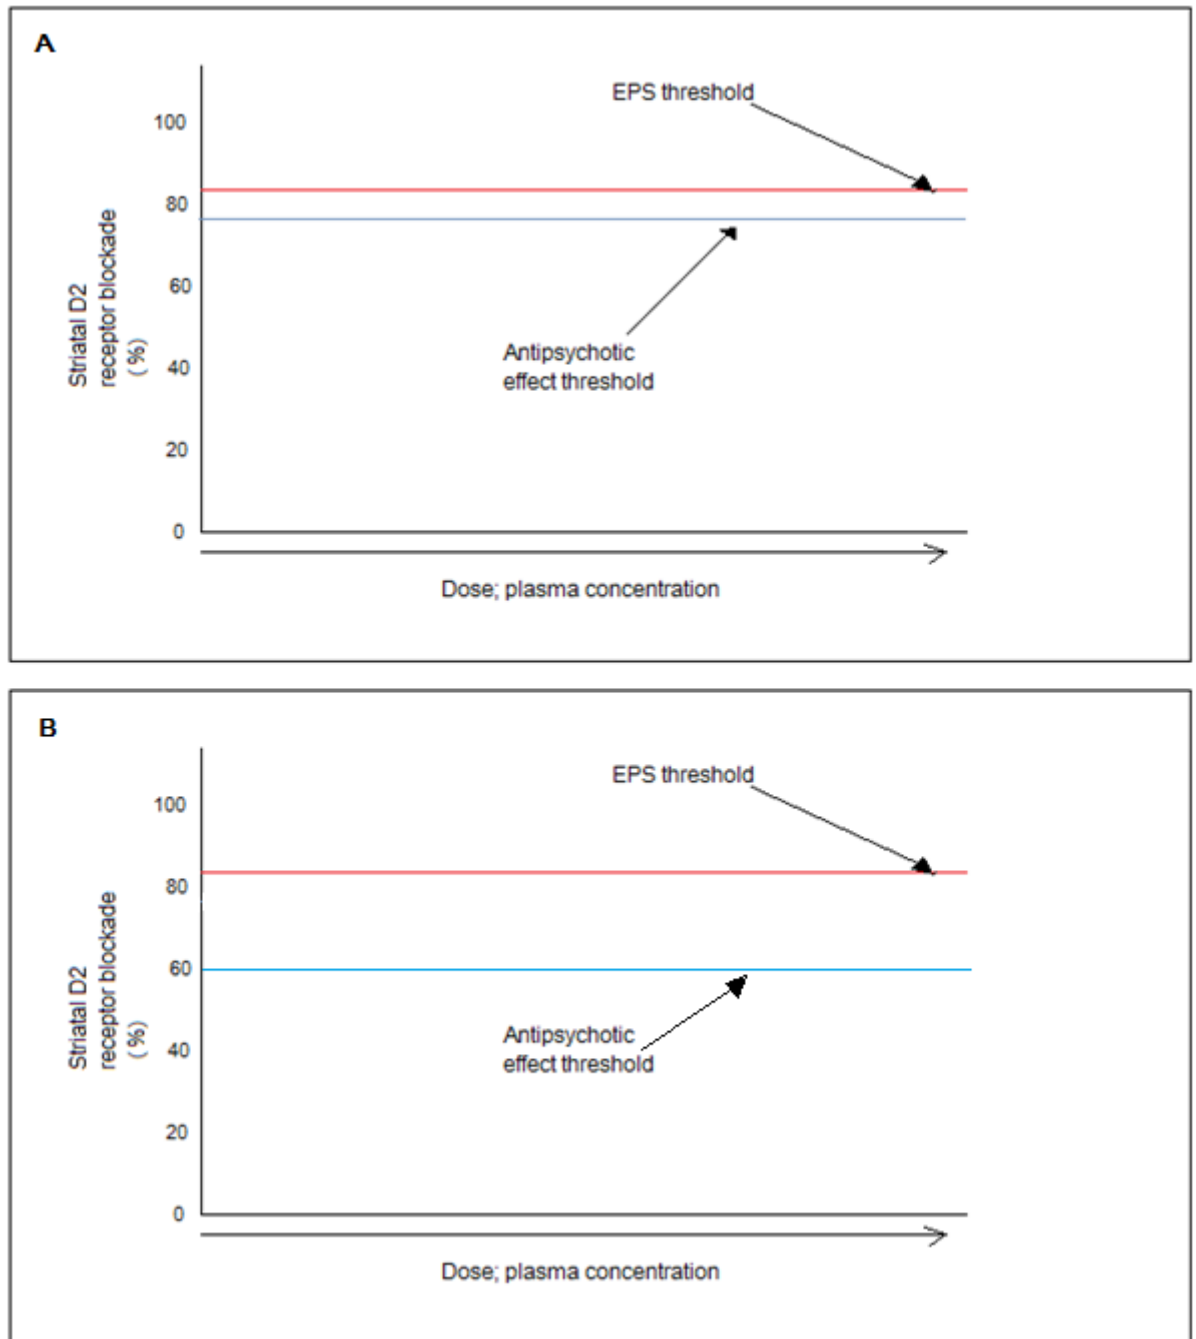 A
EPS threshold
100
80
60
40
20
0
Striatal D2
receptor blockade
(%)
Antipsychotic
effect threshold
Dose; plasma concentration
B
EPS threshold
100
80
60
40
20
0
Striatal D2
receptor blockade
(%)
Antipsychotic
effect threshold
Dose; plasma concentration